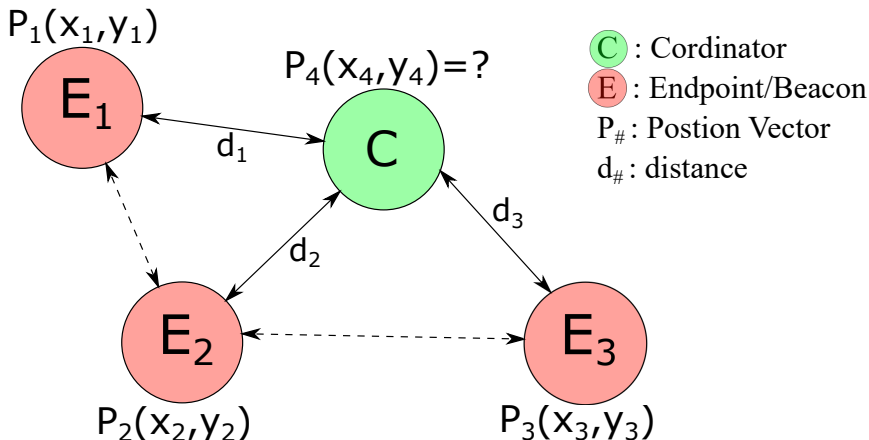 P₁(x₁,y₁)
E₁
P₄(x₄,y₄)=?
C
d₁
d₂
d₃
E₂
P₂(x₂,y₂)
E₃
P₃(x₃,y₃)
C : Cordinator
E : Endpoint/Beacon
P# : Postion Vector
d# : distance